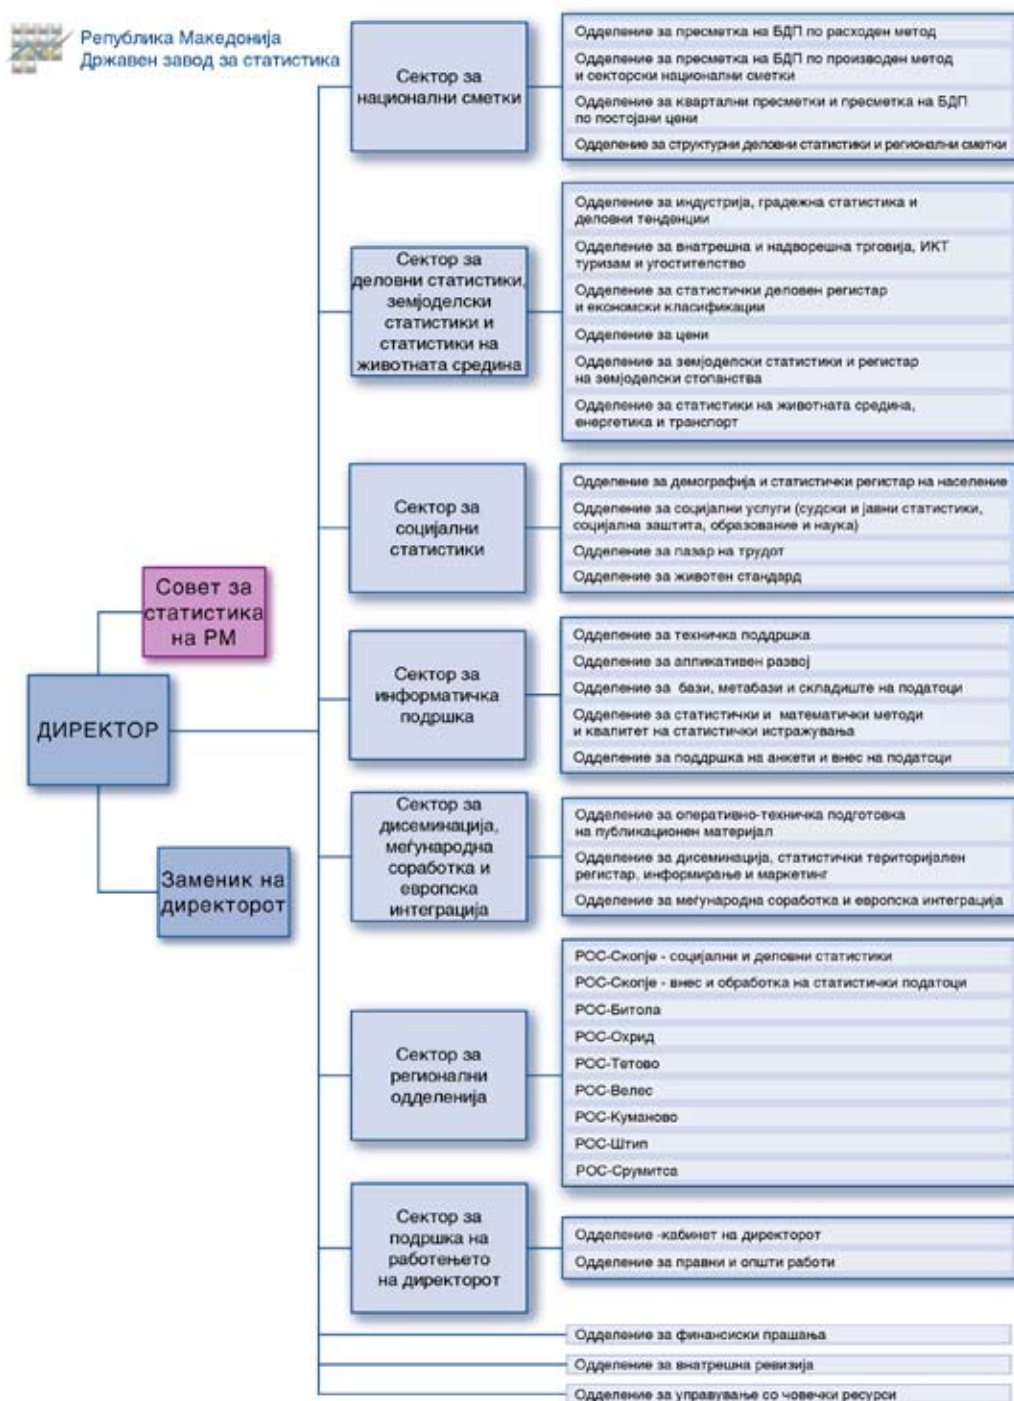 Република Македонија
Државен завод за статистика
Сектор за
национални сметки
Одделение за пресметка на БДП по расходен метод
Одделение за пресметка на БДП по производен метод
и секторски национални сметки
Одделение за квартални пресметки и пресметка на БДП
по постојани цени
Одделение за структурни деловни статистики и регионални сметки
Сектор за
деловни статистики,
земјоделски
статистики и
статистики на
животната средина
Одделение за индустрија, градежна статистика и
деловни тенденции
Одделение за внатрешна и надворешна трговија, ИКТ
туризам и угостителство
Одделение за статистички деловен регистар
и економски класификации
Одделение за цени
Одделение за земјоделски статистики и регистар
на земјоделски стопанства
Одделение за статистики на животната средина,
енергетика и транспорт
Сектор за
социјални
статистики
Одделение за демографија и статистички регистар на население
Одделение за социјални услуги (судски и јавни статистики,
социјална заштита, образование и наука)
Одделение за пазар на трудот
Одделение за животен стандард
Совет за
статистика
на РМ
ДИРЕКТОР
Заменик на
директорот
Сектор за
информатичка
подршка
Одделение за техничка поддршка
Одделение за апликативен развој
Одделение за бази, метабази и складиште на податоци
Одделение за статистички и математички методи
и квалитет на статистички истражувања
Одделение за поддршка на анкети и внес на податоци
Сектор за
дисеминација,
меѓународна
соработка и
европска
интеграција
Одделение за оперативно-техничка подготовка
на публикационен материјал
Одделение за дисеминација, статистички територијален
регистар, информирање и маркетинг
Одделение за меѓународна соработка и европска интеграција
Сектор за
регионални
одделенија
РОС-Скопје - социјални и деловни статистики
РОС-Скопје - внес и обработка на статистички податоци
РОС-Битола
РОС-Охрид
РОС-Тетово
РОС-Велес
РОС-Куманово
РОС-Штип
РОС-Срумитса
Сектор за
подршка на
работењето
на директорот
Одделение -кабинет на директорот
Одделение за правни и општи работи
Одделение за финансиски прашања
Одделение за внатрешна ревизија
Одделение за управување со човечки ресурси